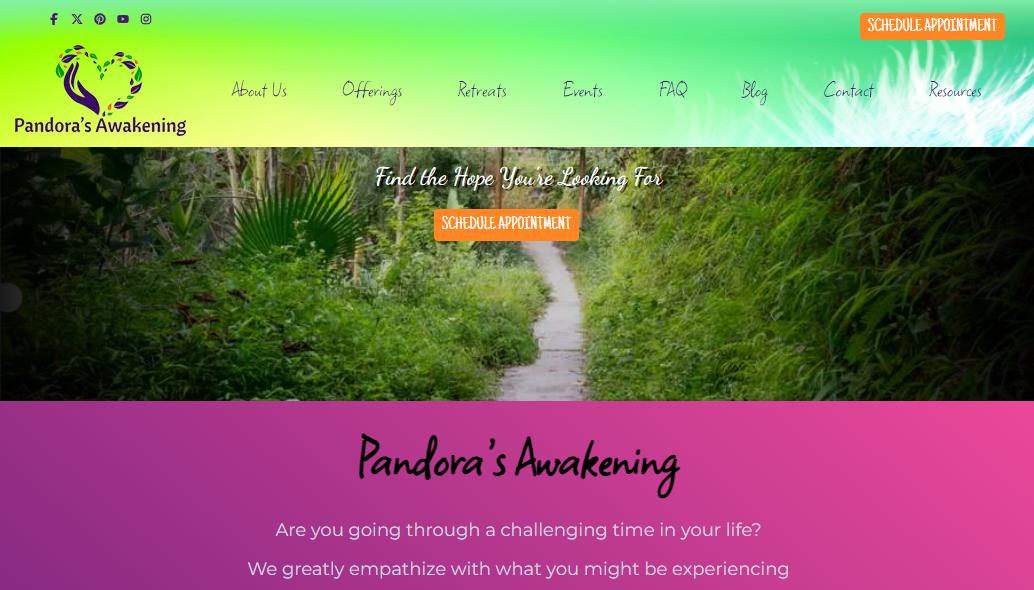 SCHEDULE APPOINTMENT
Pandora's Awakening
About Us Offerings Retreats Events FAQ Blog Contact Resources
Find the Hope You're Looking For
SCHEDULE APPOINTMENT
Pandora's Awakening
Are you going through a challenging time in your life?
We greatly empathize with what you might be experiencing